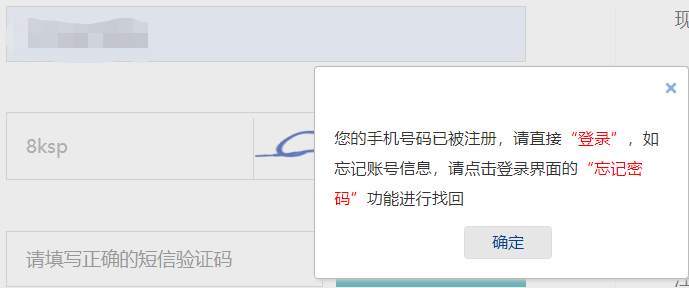 现
8ksp
您的手机号码已被注册，请直接“登录”，如
忘记账号信息，请点击登录界面的“忘记密
码”功能进行找回
确定
请填写正确的短信验证码